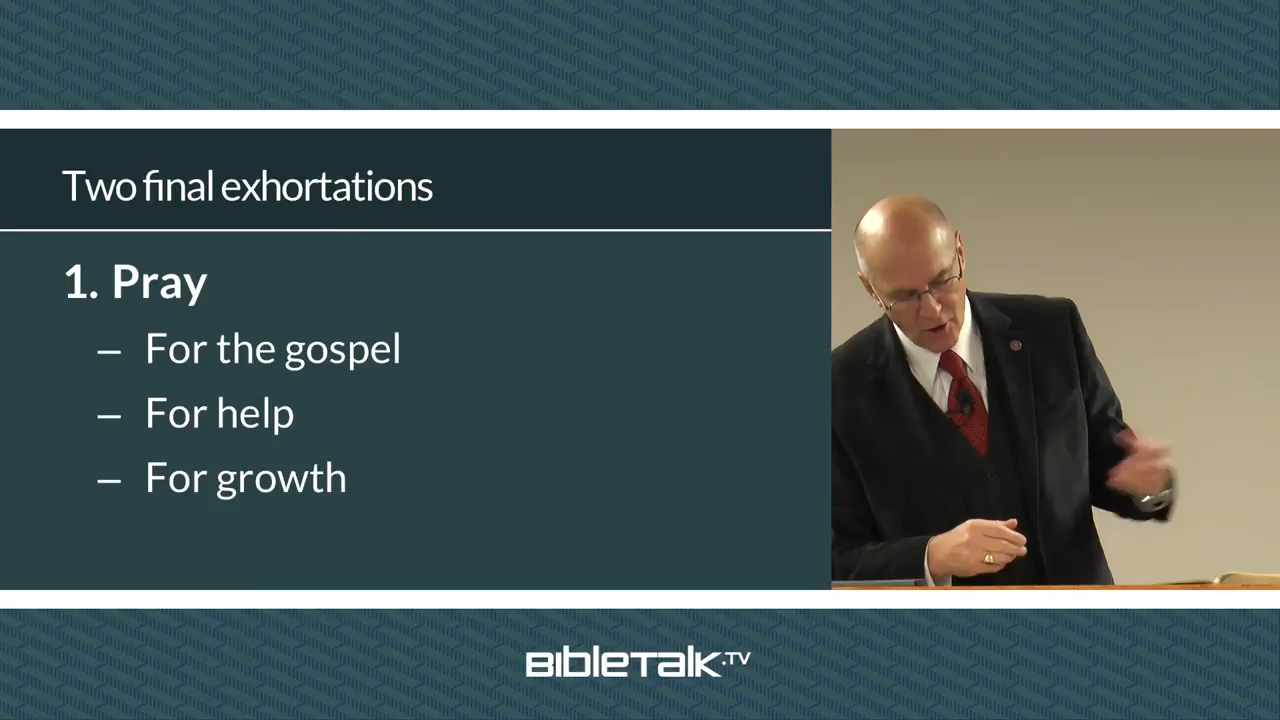 Two final exhortations
1. Pray
– For the gospel
– For help
– For growth
BIBLETALK.TV